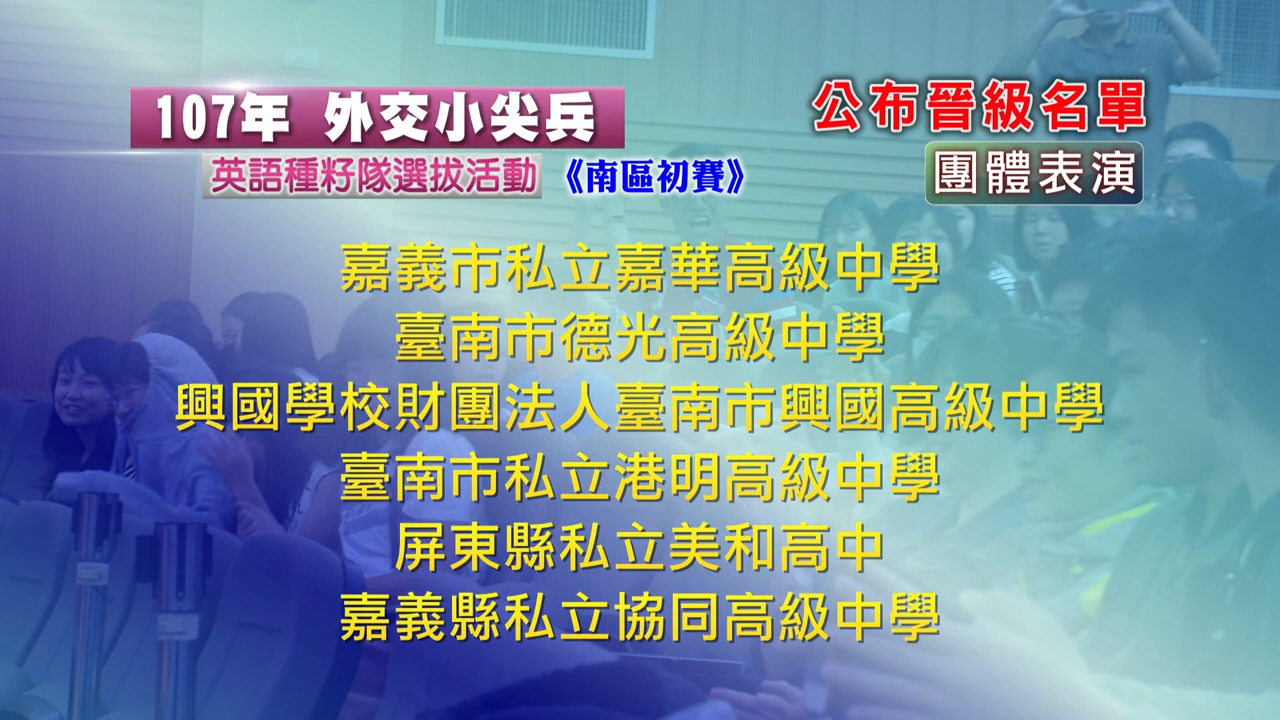 107年 外交小尖兵
英語種籽隊選拔活動 《南區初賽》
公布晉級名單
團體表演
嘉義市私立嘉華高級中學
臺南市德光高級中學
興國學校財團法人臺南市興國高級中學
臺南市私立港明高級中學
屏東縣私立美和高中
嘉義縣私立協同高級中學